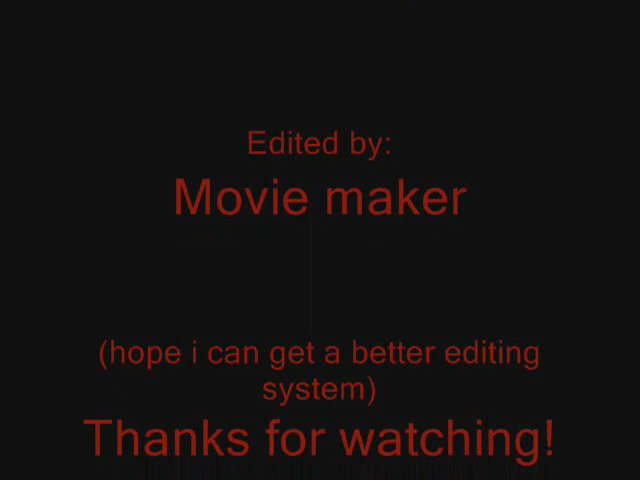 Edited by:
Movie maker
(hope i can get a better editing
system)
Thanks for watching!